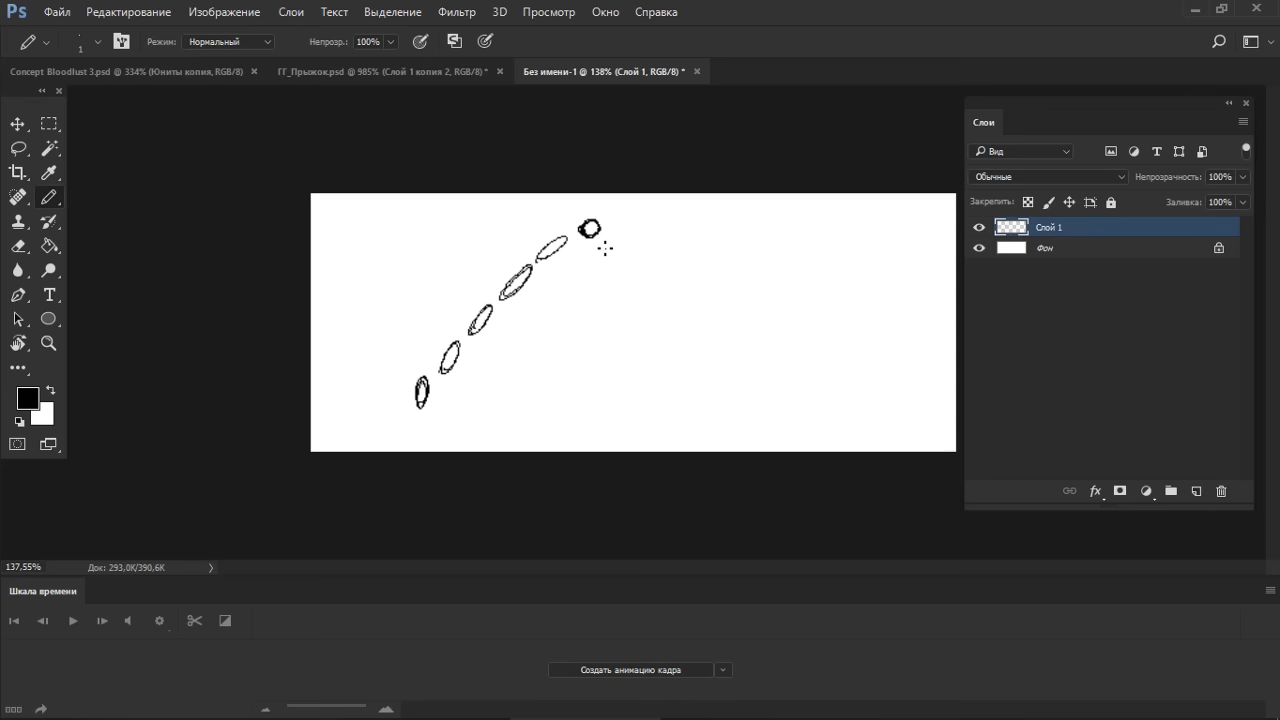 Ps Файл Редактирование Изображение Слои Текст Выделение Фильтр 3D Просмотр Окно Справка
1 Режим: Нормальный Непрозр.: 100%
Concept Bloodlust 3.psd @ 334% (Юниты копия, RGB/8) ГГ_Прыжок.psd @ 985% (Слой 1 копия 2, RGB/8) * Без имени-1 @ 138% (Слой 1, RGB/8) *
Слои
Вид
Обычные Непрозрачность: 100%
Закрепить: Заливка: 100%
Слой 1
Фон
fx
137,55% Док: 293,0K/390,6K
Шкала времени
Создать анимацию кадра